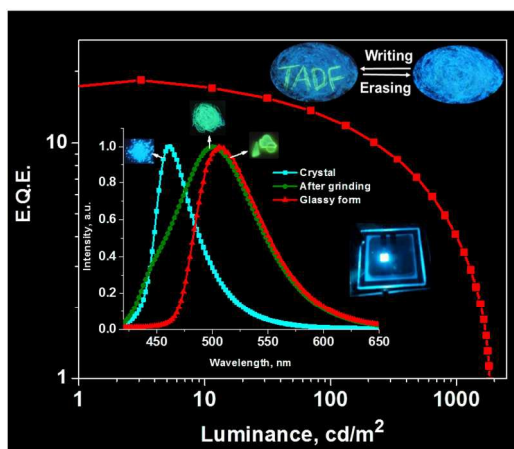 Writing
Erasing
TADF
10
1
E.Q.E.
1
10
100
1000
Luminance, cd/m²
Intensity, a.u.
1.0
0.8
0.6
0.4
0.2
0.0
450
500
550
600
650
Wavelength, nm
Crystal
After grinding
Glassy form